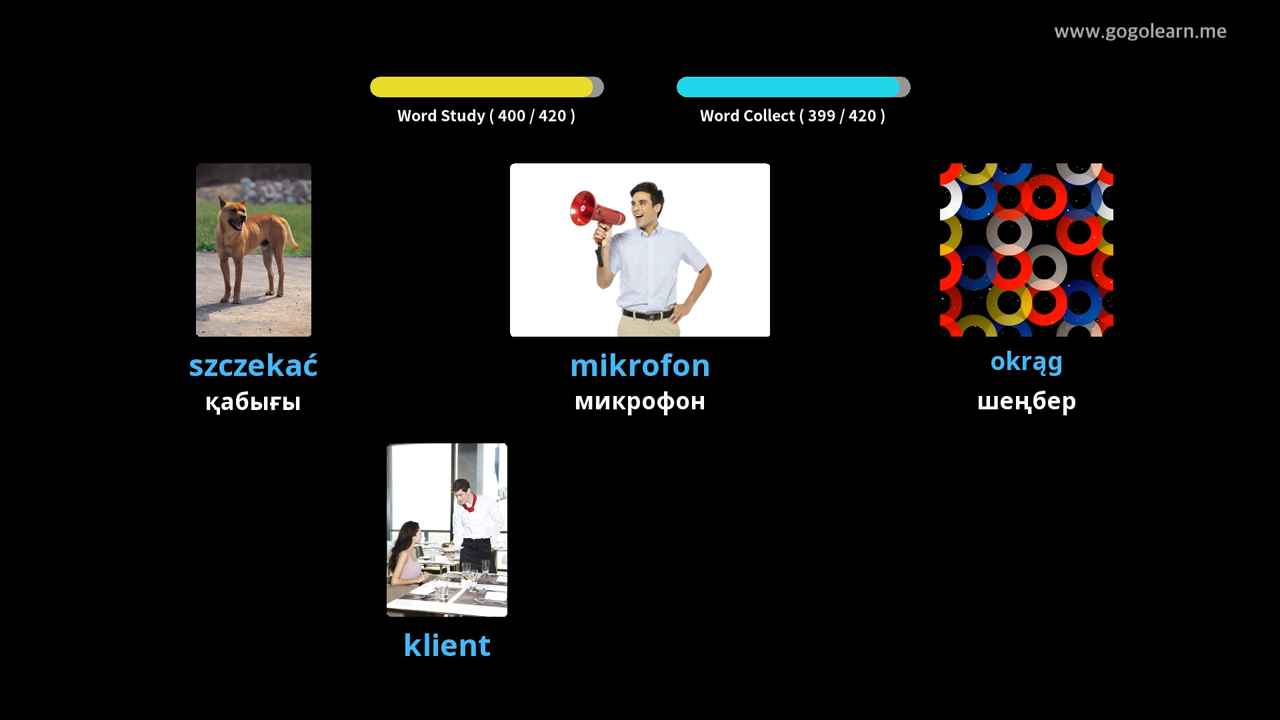 www.gogolearn.me
Word Study ( 400 / 420 )
Word Collect ( 399 / 420 )
szczekać
mikrofon
okrąg
қабығы
микрофон
шеңбер
klient